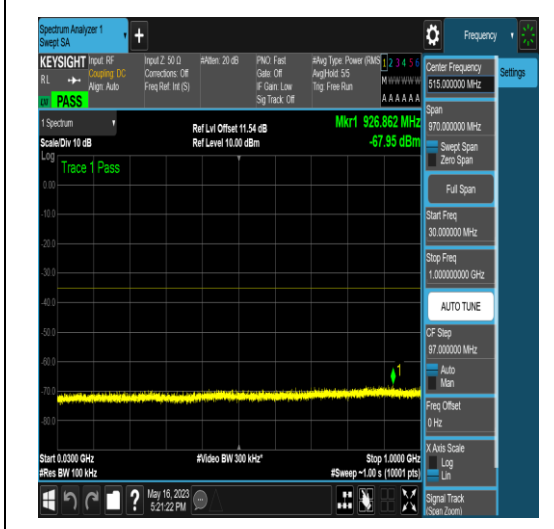 Spectrum Analyzer 1
Swept SA
+
Frequency
KEYSIGHT Input: RF
RL Coupling: DC
Align: Auto
Input Z: 50 Ω
Corrections: Off
Freq Ref: Int (S)
#Atten: 20 dB
PNO: Fast
Gate: Off
IF Gain: Low
Sig Track: Off
#Avg Type: Power (RMS
Avg|Hold: 5/5
Trig: Free Run
1 2 3 4 5 6
M W W W W W
A A A A A A
PASS
1 Spectrum
Scale/Div 10 dB
Ref Lvl Offset 11.54 dB
Ref Level 10.00 dBm
Mkr1 926.862 MHz
-67.95 dBm
Log
Trace 1 Pass
0.00
-10.0
-20.0
-30.0
-40.0
-50.0
-60.0
-70.0
-80.0
1
Start 0.0300 GHz
#Res BW 100 kHz
#Video BW 300 kHz*
Stop 1.0000 GHz
#Sweep ~1.00 s (10001 pts)
?
May 16, 2023
5:21:22 PM
Center Frequency
515.000000 MHz
Settings
Span
970.000000 MHz
Swept Span
Zero Span
Full Span
Start Freq
30.000000 MHz
Stop Freq
1.000000000 GHz
AUTO TUNE
CF Step
97.000000 MHz
Auto
Man
Freq Offset
0 Hz
X Axis Scale
Log
Lin
Signal Track
(Span Zoom)